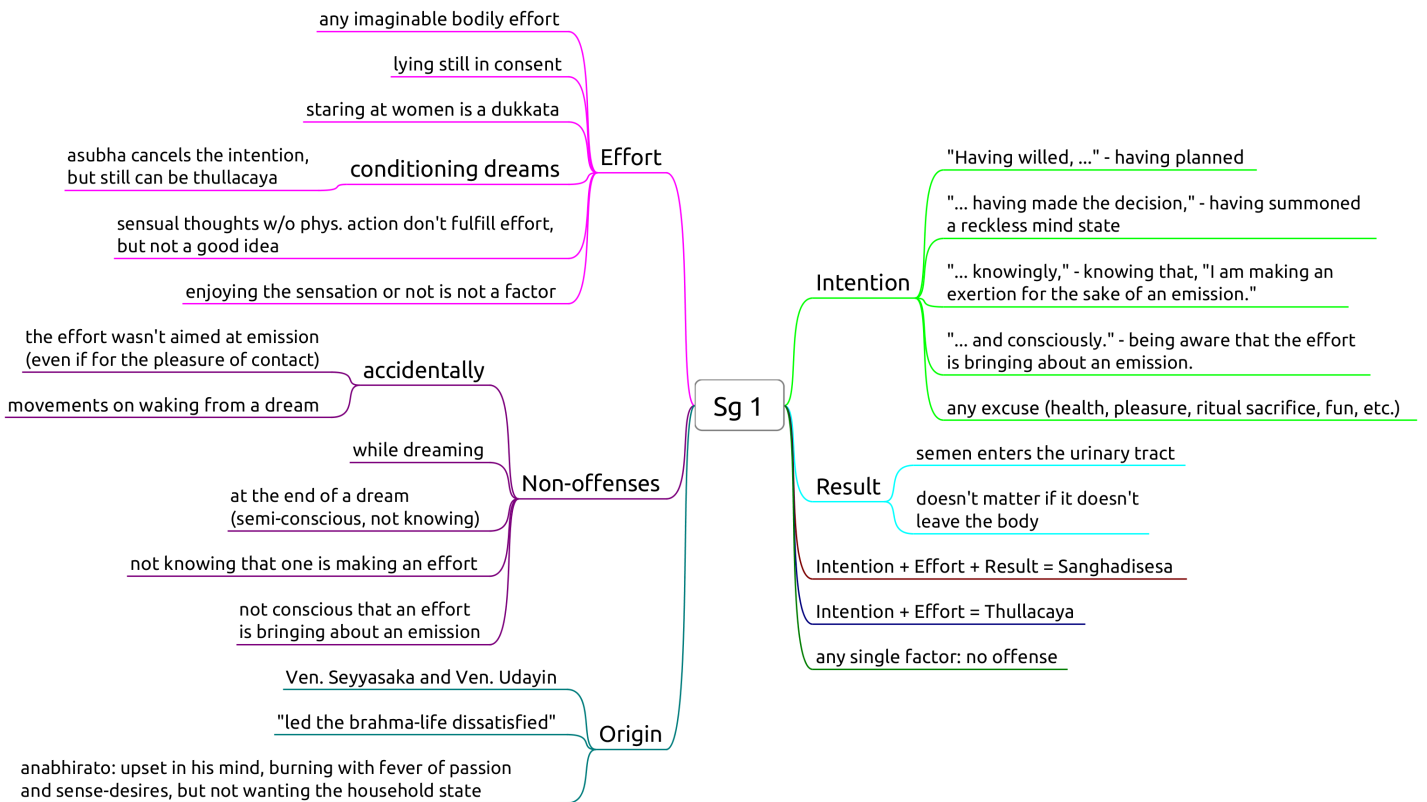 any imaginable bodily effort
lying still in consent
staring at women is a dukkata
asubha cancels the intention,
but still can be thullacaya
conditioning dreams
Effort
sensual thoughts w/o phys. action don't fulfill effort,
but not a good idea
enjoying the sensation or not is not a factor
the effort wasn't aimed at emission
(even if for the pleasure of contact)
accidentally
movements on waking from a dream
while dreaming
Non-offenses
at the end of a dream
(semi-conscious, not knowing)
not knowing that one is making an effort
not conscious that an effort
is bringing about an emission
Ven. Seyyasaka and Ven. Udayin
"led the brahma-life dissatisfied"
Origin
anabhirato: upset in his mind, burning with fever of passion
and sense-desires, but not wanting the household state
Sg 1
"Having willed, ..." - having planned
"... having made the decision," - having summoned
a reckless mind state
Intention
"... knowingly," - knowing that, "I am making an
exertion for the sake of an emission."
"... and consciously." - being aware that the effort
is bringing about an emission.
any excuse (health, pleasure, ritual sacrifice, fun, etc.)
semen enters the urinary tract
Result
doesn't matter if it doesn't
leave the body
Intention + Effort + Result = Sanghadisesa
Intention + Effort = Thullacaya
any single factor: no offense